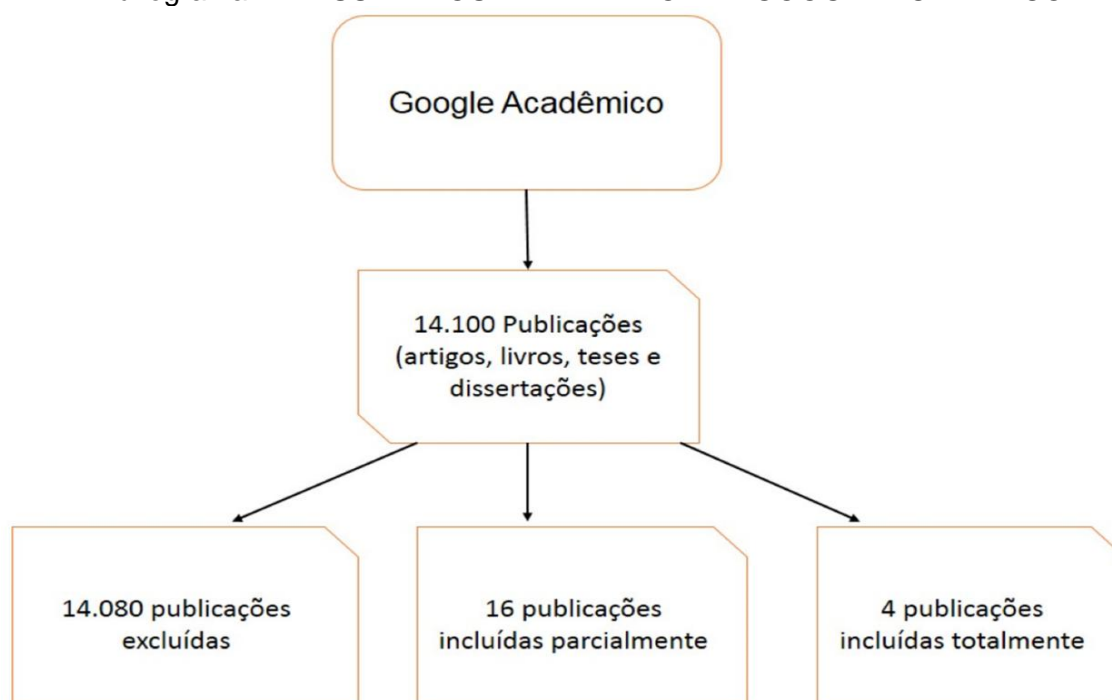 Google Acadêmico
14.100 Publicações
(artigos, livros, teses e
dissertações)
14.080 publicações
excluídas
16 publicações
incluídas parcialmente
4 publicações
incluídas totalmente